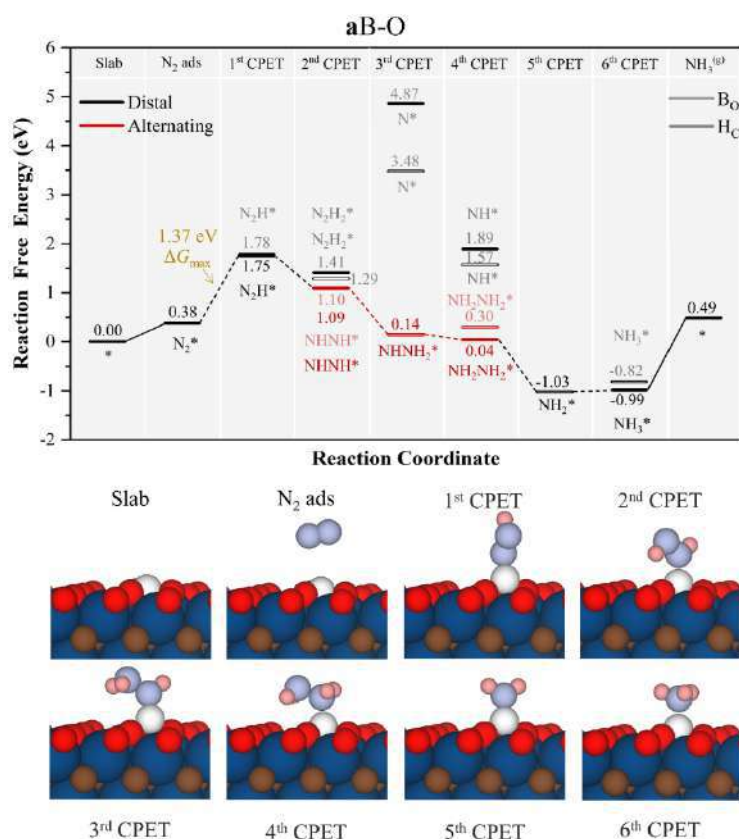 aB-O
Reaction Free Energy (eV)
6
5
4
3
2
1
0
-1
-2
Slab N₂ ads 1ˢᵗ CPET 2ⁿᵈ CPET 3ʳᵈ CPET 4ᵗʰ CPET 5ᵗʰ CPET 6ᵗʰ CPET NH₃⁽ᵍ⁾
Distal
Alternating
4.87
N*
3.48
N*
N₂H*
1.78
1.75
N₂H*
1.37 eV
ΔGmax
0.00
*
0.38
N₂*
N₂H₂*
N₂H₂*
1.41
1.29
1.10
1.09
NHNH*
NHNH*
0.14
NHNH₂*
NH*
1.89
1.57
NH*
NH₂NH₂*
0.30
0.04
NH₂NH₂*
-1.03
NH₂*
NH₃*
-0.82
-0.99
NH₃*
0.49
*
Reaction Coordinate
Slab N₂ ads 1ˢᵗ CPET 2ⁿᵈ CPET
3ʳᵈ CPET 4ᵗʰ CPET 5ᵗʰ CPET 6ᵗʰ CPET